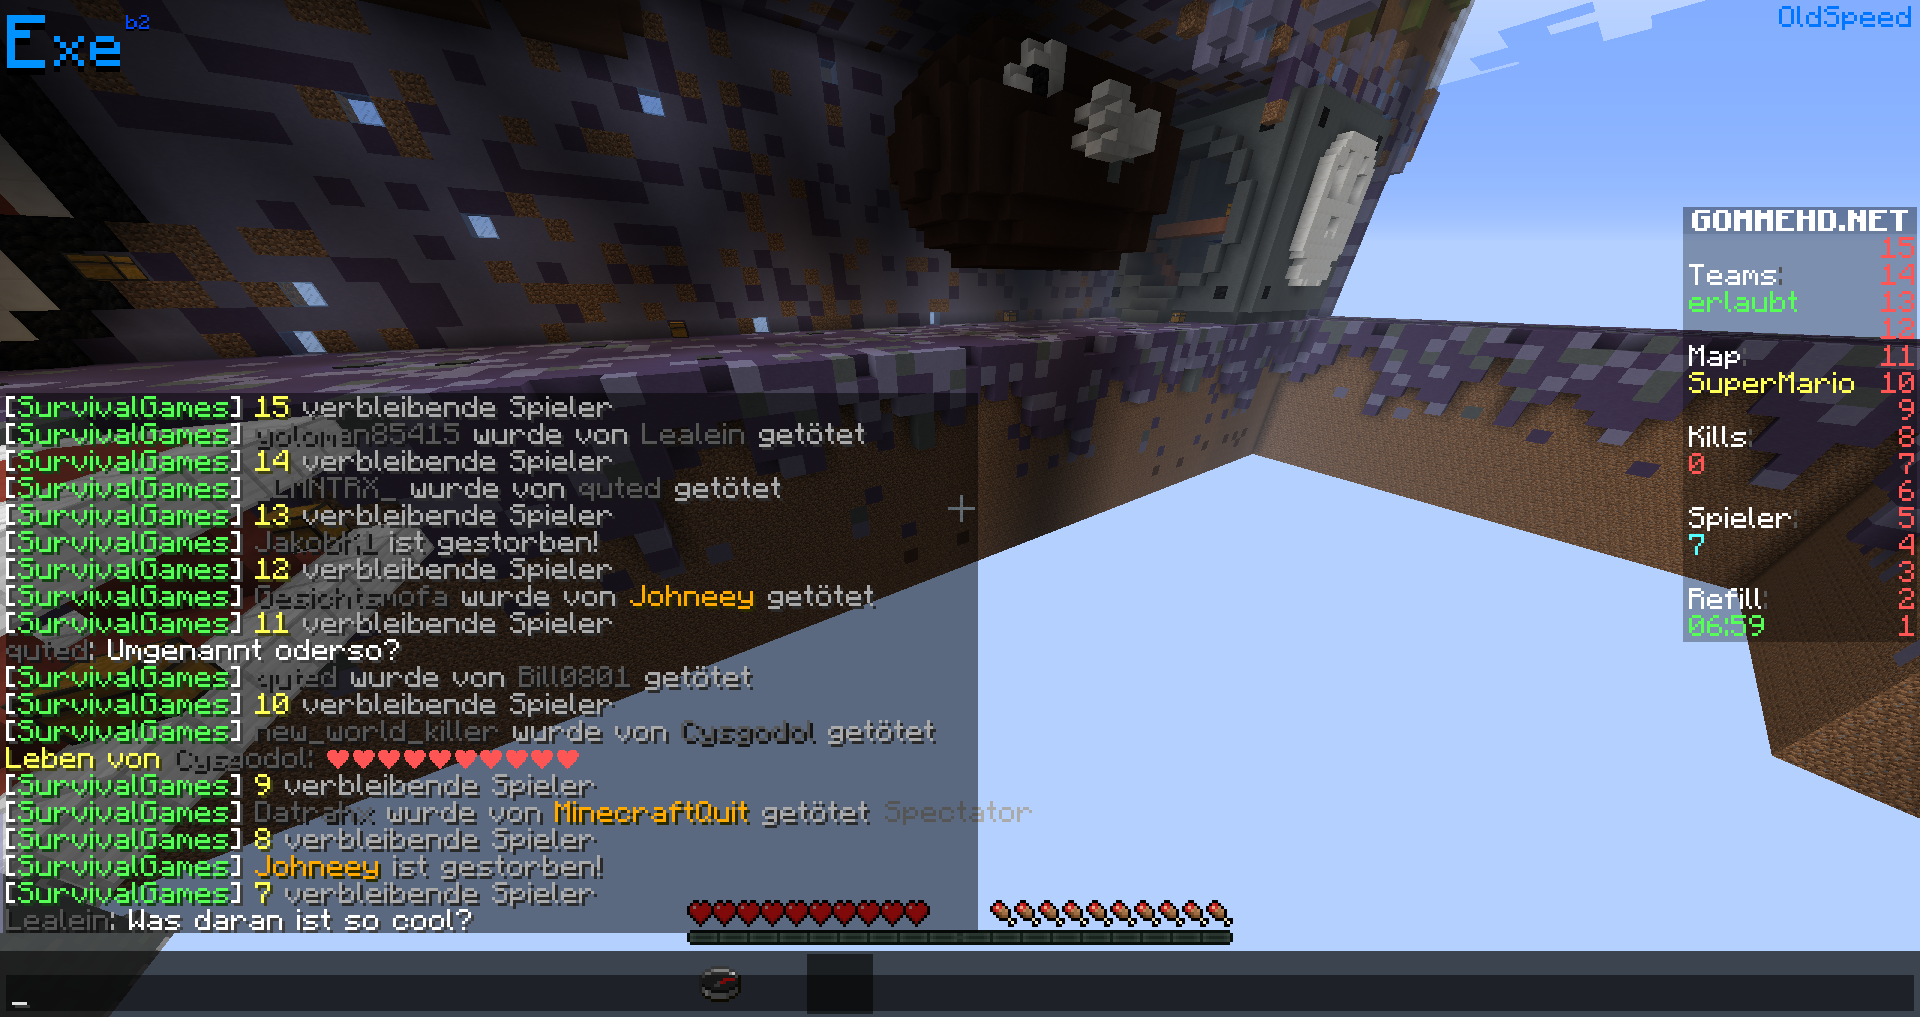 Exe b2
OldSpeed
GOMMEHD.NET
15
Teams: 14
erlaubt 13
12
Map: 11
SuperMario 10
9
Kills: 8
0 7
6
Spieler: 5
7 4
3
Refill: 2
06:59 1
[SurvivalGames] 15 verbleibende Spieler
[SurvivalGames] yoloman85415 wurde von Lealein getötet
[SurvivalGames] 14 verbleibende Spieler
[SurvivalGames] wurde von quted getötet
[SurvivalGames] 13 verbleibende Spieler
[SurvivalGames] ist gestorben!
[SurvivalGames] 12 verbleibende Spieler
[SurvivalGames] Gesichtsmofa wurde von Johneey getötet
[SurvivalGames] 11 verbleibende Spieler
quted: Umgenannt oderso?
[SurvivalGames] quted wurde von Bill0801 getötet
[SurvivalGames] 10 verbleibende Spieler
[SurvivalGames] new_world_killer wurde von Cysgodol getötet
Leben von Cysgodol: ♥♥♥♥♥♥♥♥♥♥
[SurvivalGames] 9 verbleibende Spieler
[SurvivalGames] Datrahx wurde von MinecraftQuit getötet Spectator
[SurvivalGames] 8 verbleibende Spieler
[SurvivalGames] Johneey ist gestorben!
[SurvivalGames] 7 verbleibende Spieler
Lealein: Was daran ist so cool?
_